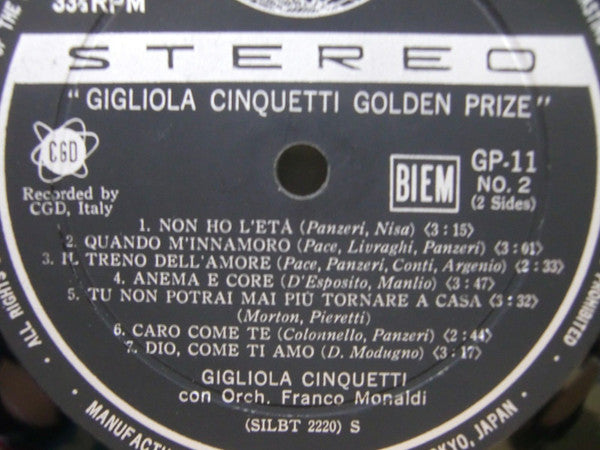 33⅓ RPM
STEREO
"GIGLIOLA CINQUETTI GOLDEN PRIZE"
CGD
Recorded by
CGD, Italy
BIEM
GP-11
NO. 2
(2 Sides)
1. NON HO L'ETÀ (Panzeri, Nisa) (3:15)
2. QUANDO M'INNAMORO (Pace, Livraghi, Panzeri) (3:01)
3. IL TRENO DELL'AMORE (Pace, Panzeri, Conti, Argenio) (2:33)
4. ANEMA E CORE (D'Esposito, Manlio) (3:47)
5. TU NON POTRAI MAI PIÙ TORNARE A CASA (3:32)
(Morton, Pieretti)
6. CARO COME TE (Colonnello, Panzeri) (2:44)
7. DIO, COME TI AMO (D. Modugno) (3:17)
GIGLIOLA CINQUETTI
con Orch. Franco Monaldi
(SILBT 2220) S
OF THE
ALL RIGHTS
MANUFACTU
TOKYO, JAPAN
PROHIBITED